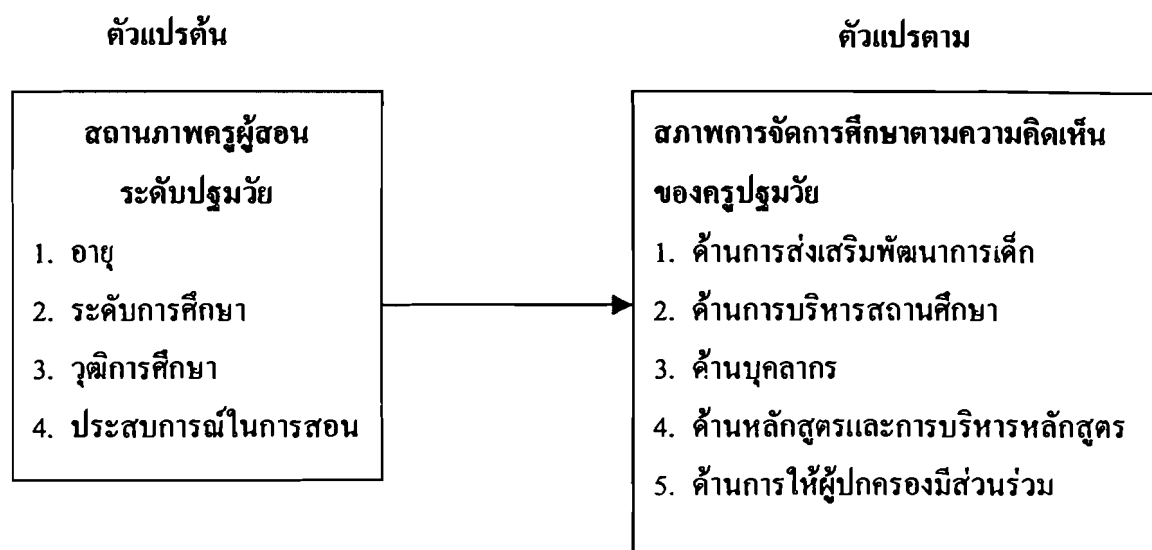 ตัวแปรต้น
ตัวแปรตาม
สถานภาพครูผู้สอน
ระดับปฐมวัย
1. อายุ
2. ระดับการศึกษา
3. วุฒิการศึกษา
4. ประสบการณ์ในการสอน
สภาพการจัดการศึกษาตามความคิดเห็น
ของครูปฐมวัย
1. ด้านการส่งเสริมพัฒนาการเด็ก
2. ด้านการบริหารสถานศึกษา
3. ด้านบุคลากร
4. ด้านหลักสูตรและการบริหารหลักสูตร
5. ด้านการให้ผู้ปกครองมีส่วนร่วม